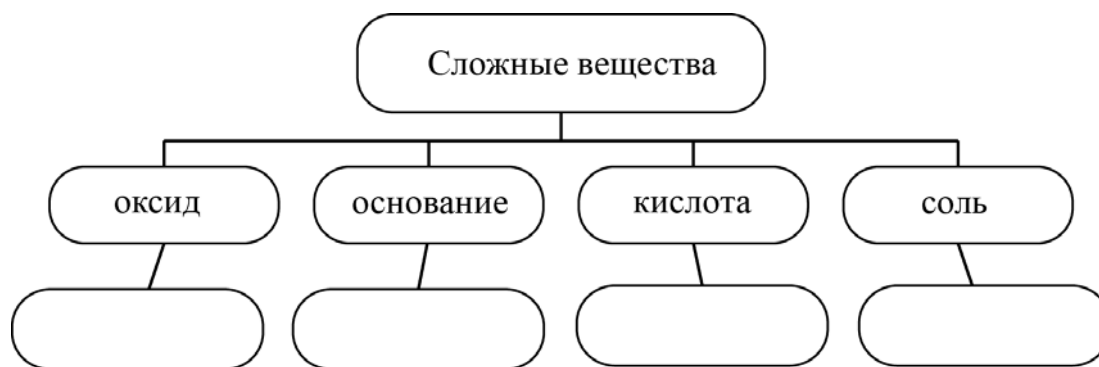 Сложные вещества
оксид
основание
кислота
соль